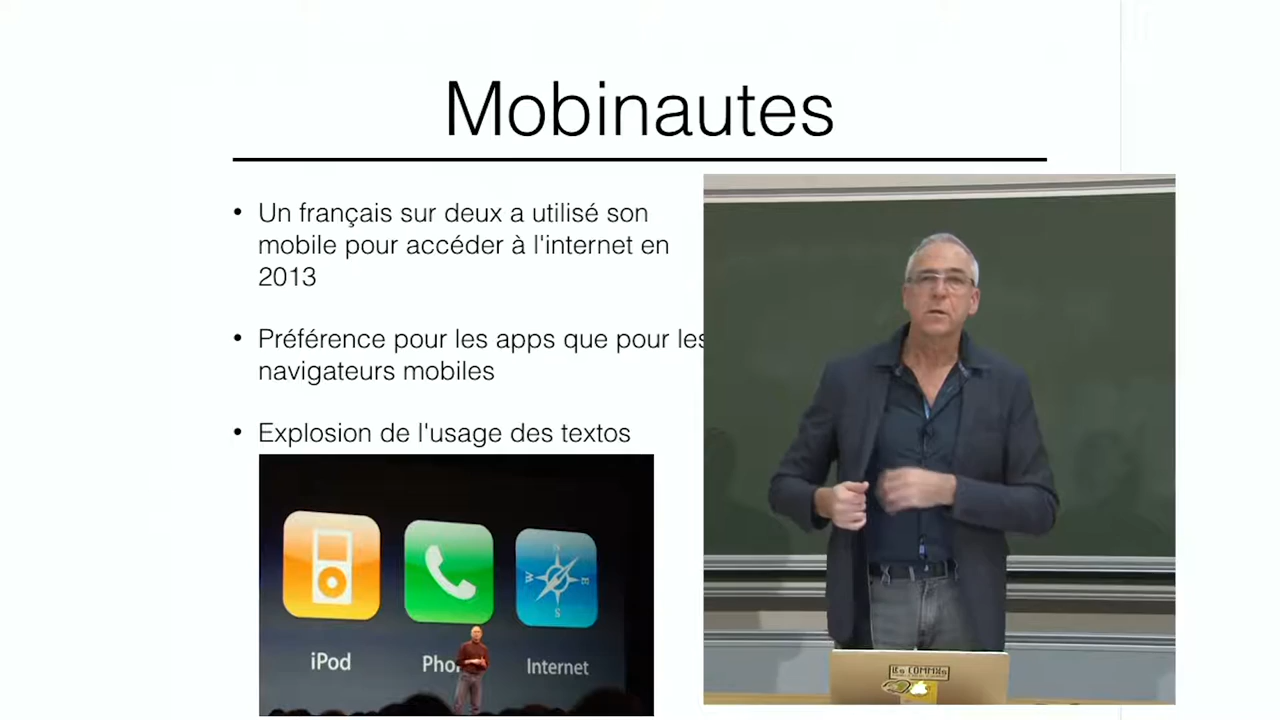 Mobinautes
• Un français sur deux a utilisé son
mobile pour accéder à l'internet en
2013
• Préférence pour les apps que pour les
navigateurs mobiles
• Explosion de l'usage des textos
iPod
Internet
N
W
E
S